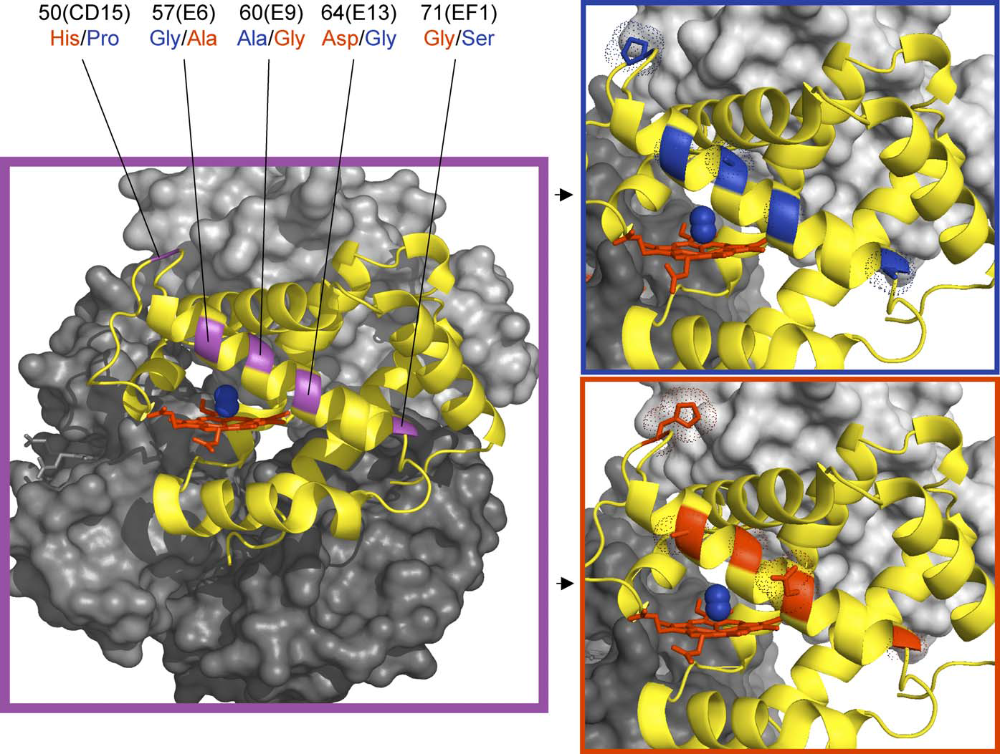 50(CD15) 57(E6) 60(E9) 64(E13) 71(EF1)
His/Pro Gly/Ala Ala/Gly Asp/Gly Gly/Ser